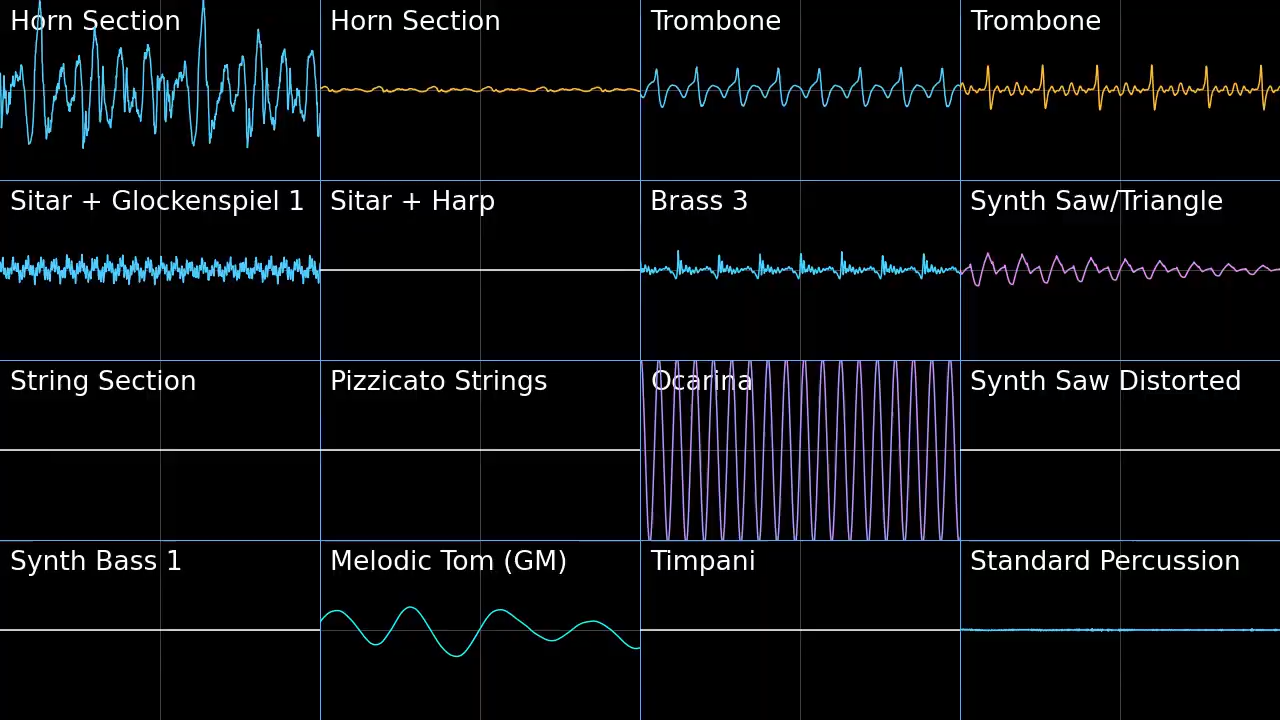 Horn Section
Horn Section
Trombone
Trombone
Sitar + Glockenspiel 1
Sitar + Harp
Brass 3
Synth Saw/Triangle
String Section
Pizzicato Strings
Ocarina
Synth Saw Distorted
Synth Bass 1
Melodic Tom (GM)
Timpani
Standard Percussion